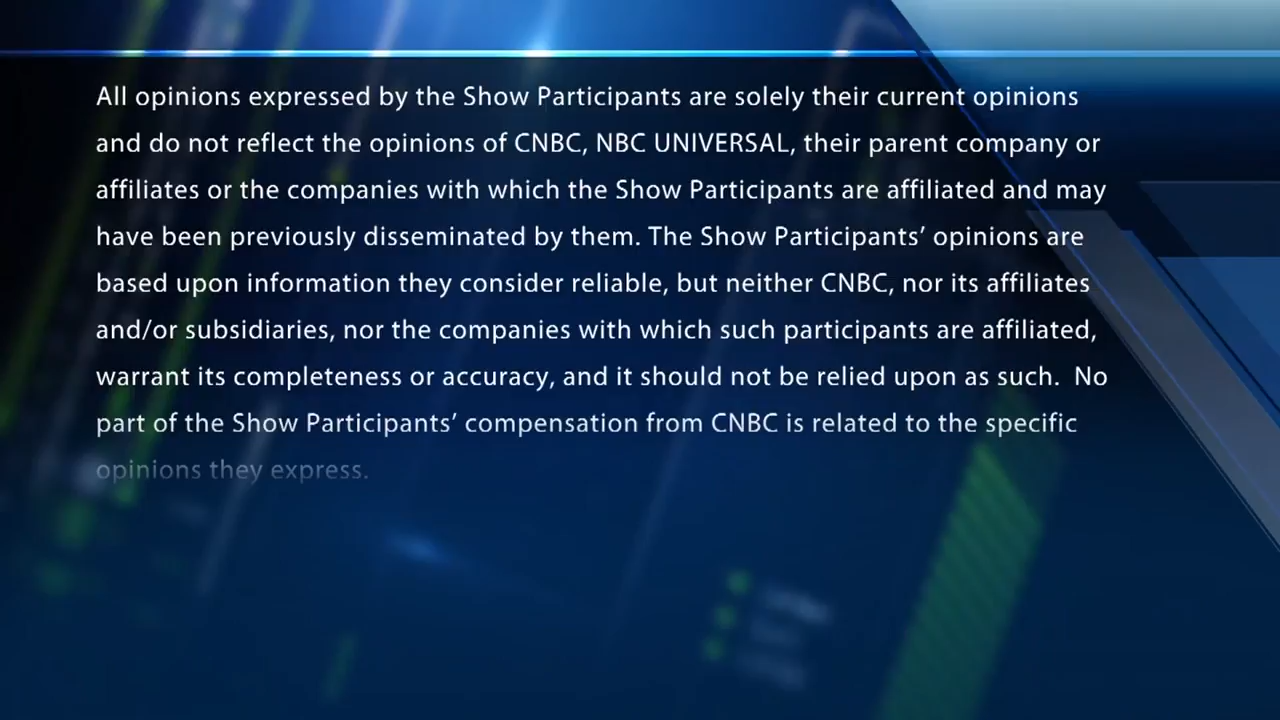 All opinions expressed by the Show Participants are solely their current opinions
and do not reflect the opinions of CNBC, NBC UNIVERSAL, their parent company or
affiliates or the companies with which the Show Participants are affiliated and may
have been previously disseminated by them. The Show Participants’ opinions are
based upon information they consider reliable, but neither CNBC, nor its affiliates
and/or subsidiaries, nor the companies with which such participants are affiliated,
warrant its completeness or accuracy, and it should not be relied upon as such.  No
part of the Show Participants’ compensation from CNBC is related to the specific
opinions they express.